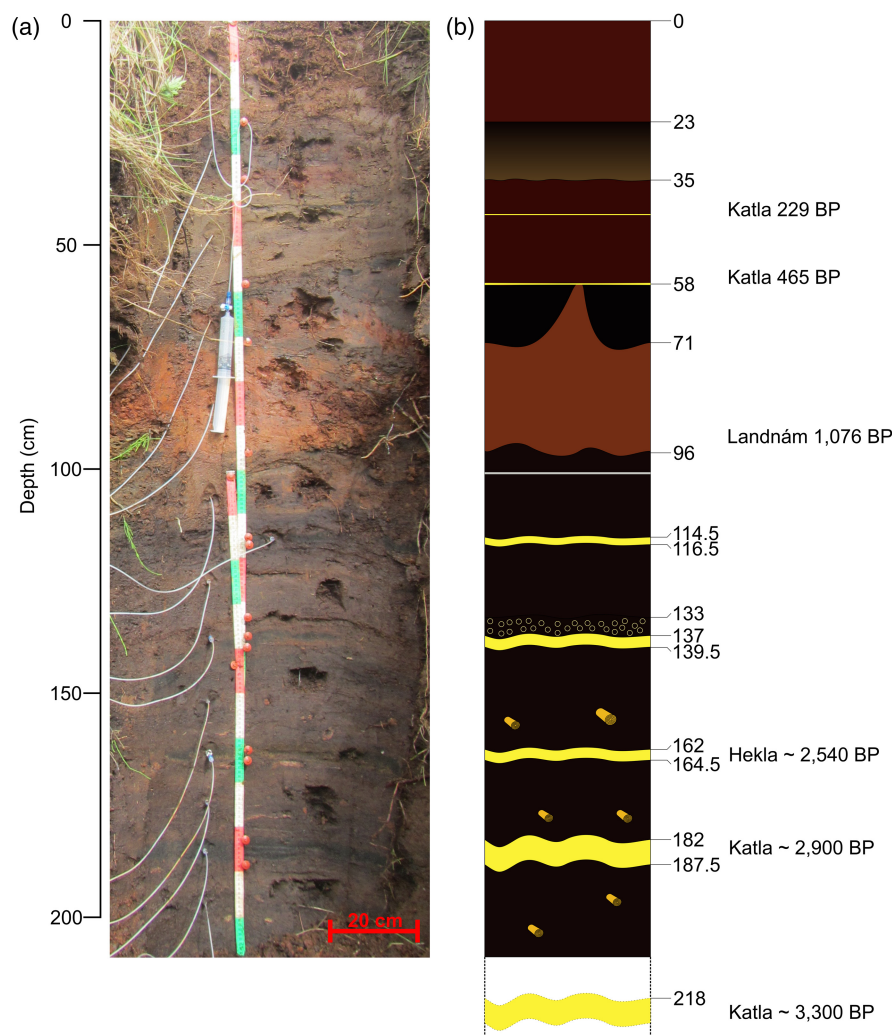 (a)
0
50
100
150
200
Depth (cm)
20 cm
(b)
0
23
35
Katla 229 BP
Katla 465 BP
58
71
Landnám 1,076 BP
96
114.5
116.5
133
137
139.5
162
Hekla ~ 2,540 BP
164.5
182
Katla ~ 2,900 BP
187.5
218
Katla ~ 3,300 BP